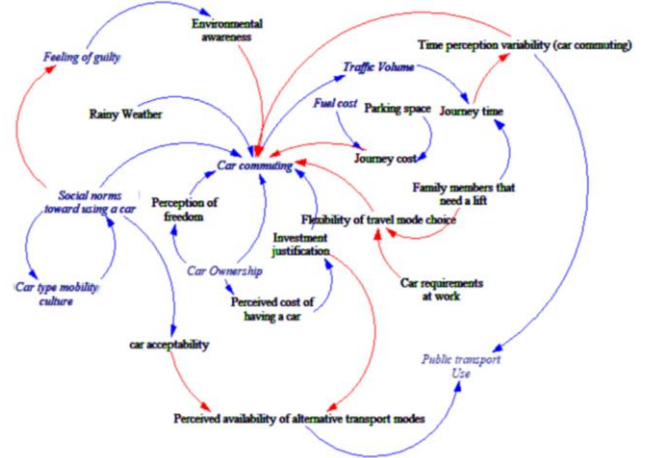 Environmental
awareness
Feeling of guilty
Time perception variability (car commuting)
Traffic Volume
Fuel cost
Parking space
Journey time
Rainy Weather
Journey cost
Car commuting
Family members that
need a lift
Social norms
toward using a car
Perception of
freedom
Flexibility of travel mode choice
Investment
justification
Car Ownership
Car type mobility
culture
Car requirements
at work
Perceived cost of
having a car
car acceptability
Public transport
Use
Perceived availability of alternative transport modes